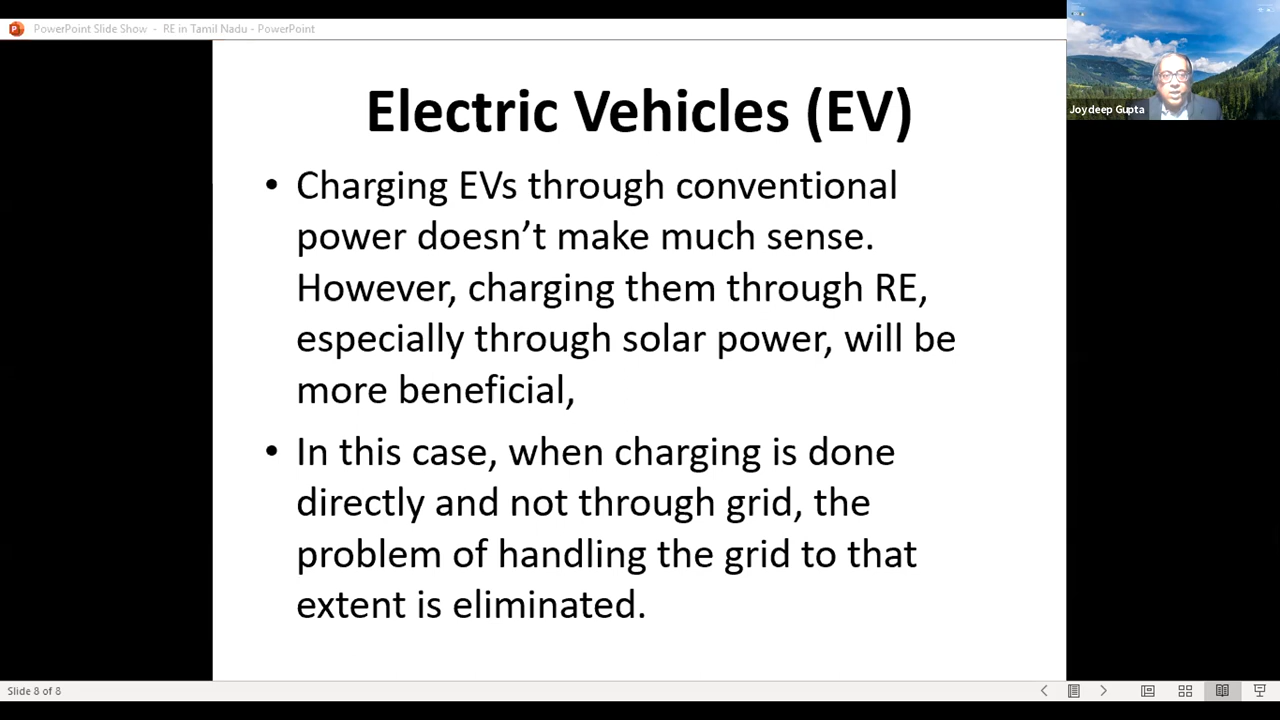 PowerPoint Slide Show - RE in Tamil Nadu - PowerPoint
Joydeep Gupta
Electric Vehicles (EV)
• Charging EVs through conventional
power doesn’t make much sense.
However, charging them through RE,
especially through solar power, will be
more beneficial,
• In this case, when charging is done
directly and not through grid, the
problem of handling the grid to that
extent is eliminated.
Slide 8 of 8